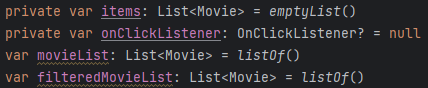 private var items: List<Movie> = emptyList()
private var onClickListener: OnClickListener? = null
var movieList: List<Movie> = listOf()
var filteredMovieList: List<Movie> = listOf()